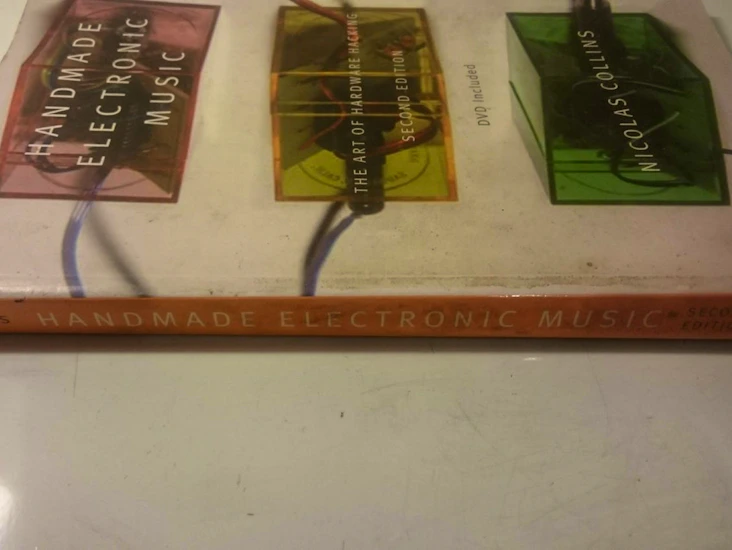 HANDMADE
ELECTRONIC
MUSIC
THE ART OF HARDWARE HACKING
SECOND EDITION
DVD Included
NICOLAS COLLINS
HANDMADE ELECTRONIC MUSIC